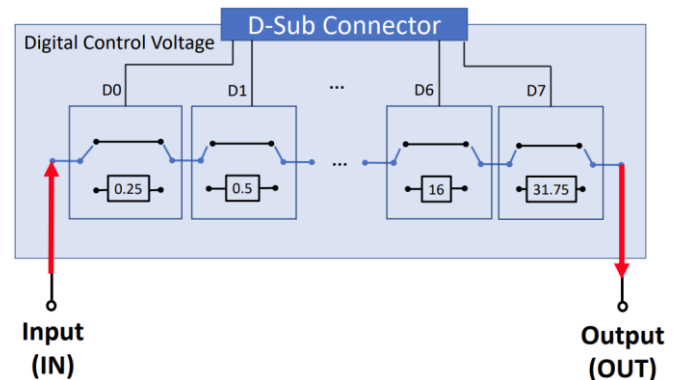 D-Sub Connector
Digital Control Voltage
D0
D1
...
D6
D7
0.25
0.5
...
16
31.75
Input
(IN)
Output
(OUT)